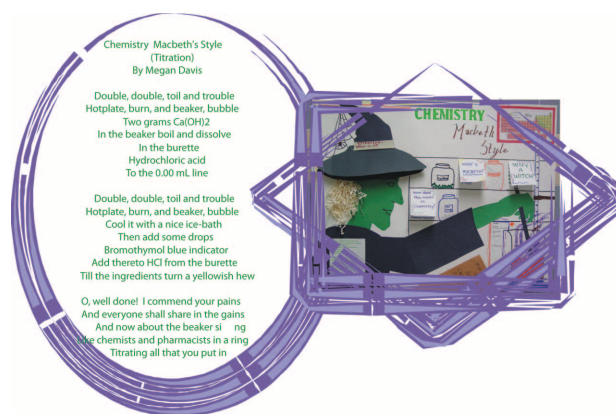 Chemistry Macbeth's Style
(Titration)
By Megan Davis
Double, double, toil and trouble
Hotplate, burn, and beaker, bubble
Two grams Ca(OH)2
In the beaker boil and dissolve
In the burette
Hydrochloric acid
To the 0.00 mL line
Double, double, toil and trouble
Hotplate, burn, and beaker, bubble
Cool it with a nice ice-bath
Then add some drops
Bromothymol blue indicator
Add thereto HCl from the burette
Till the ingredients turn a yellowish hew
O, well done! I commend your pains
And everyone shall share in the gains
And now about the beaker si ng
Like chemists and pharmacists in a ring
Titrating all that you put in
CHEMISTRY
Macbeth
Style
WHY A
WITCH?